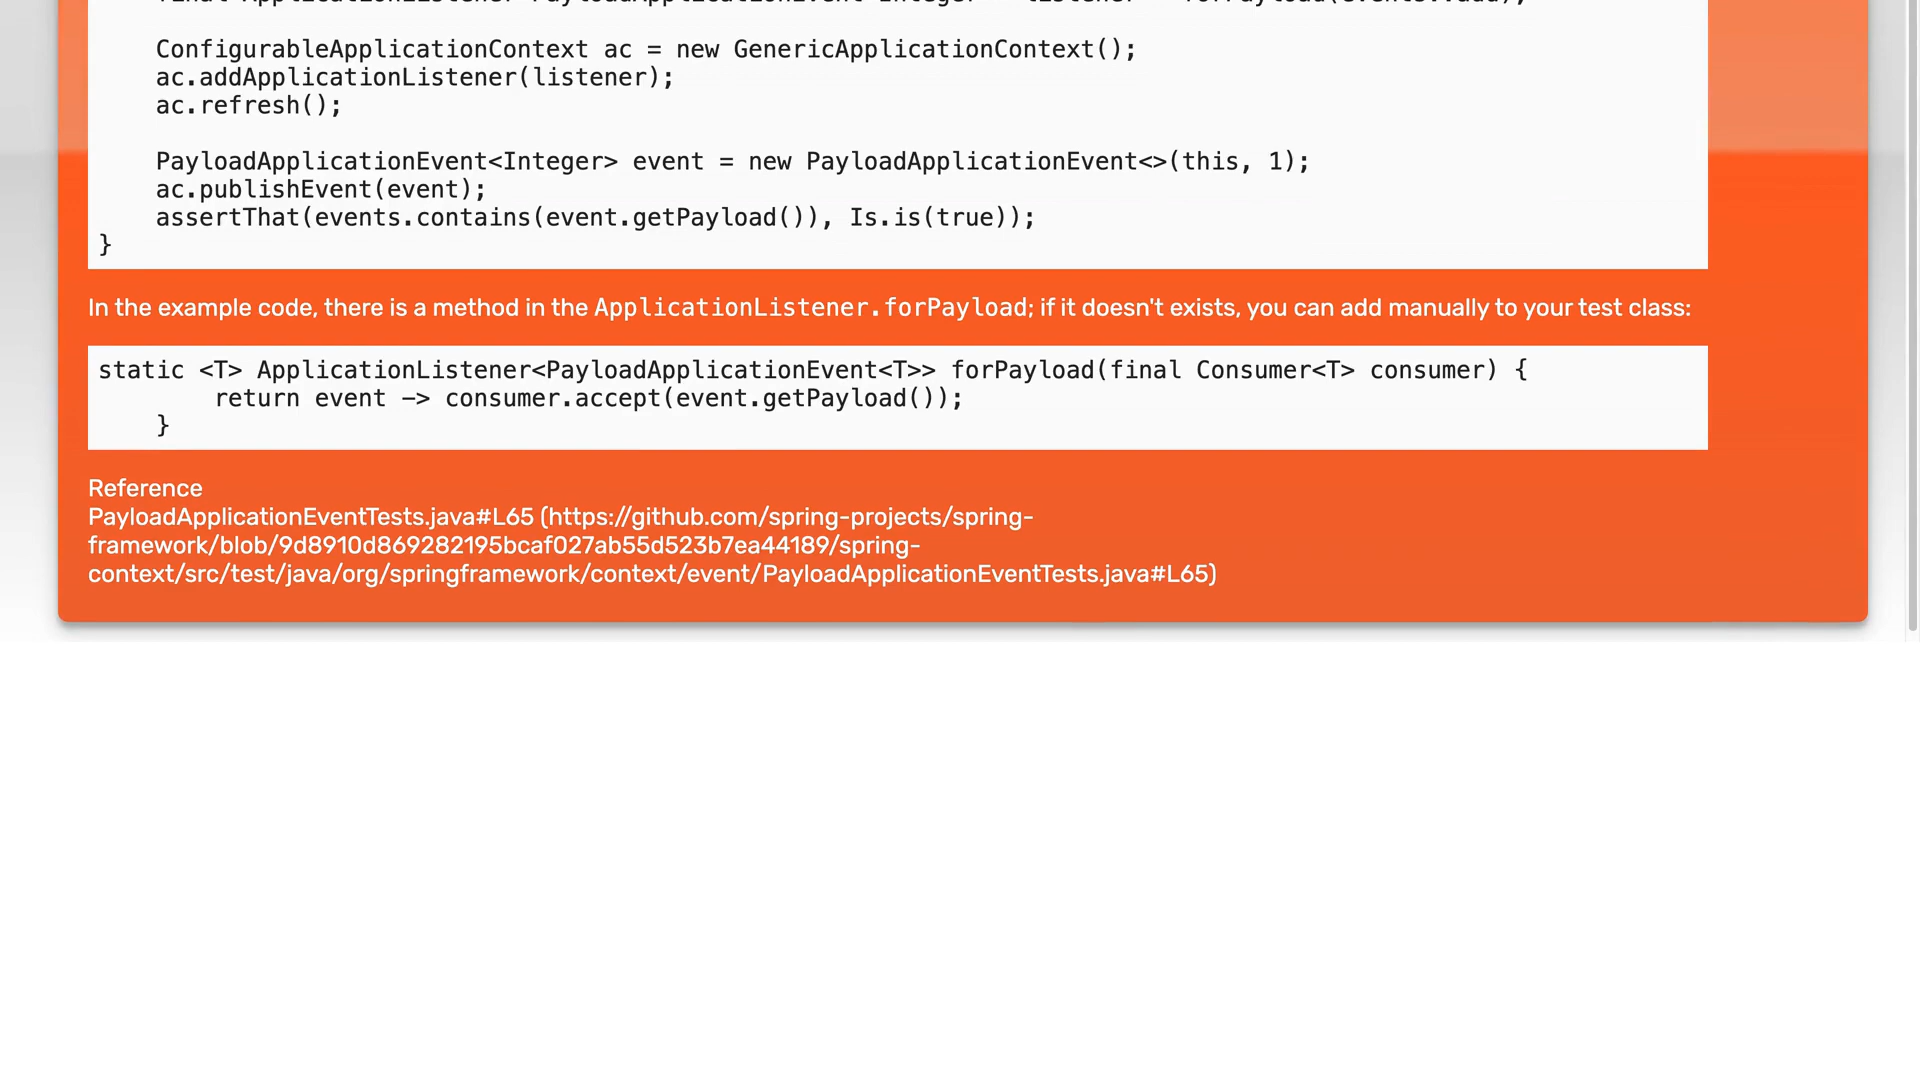 ConfigurableApplicationContext ac = new GenericApplicationContext();
ac.addApplicationListener(listener);
ac.refresh();
PayloadApplicationEvent<Integer> event = new PayloadApplicationEvent<>(this, 1);
ac.publishEvent(event);
assertThat(events.contains(event.getPayload()), Is.is(true));
}
In the example code, there is a method in the ApplicationListener.forPayload; if it doesn't exists, you can add manually to your test class:
static <T> ApplicationListener<PayloadApplicationEvent<T>> forPayload(final Consumer<T> consumer) {
return event -> consumer.accept(event.getPayload());
}
Reference
PayloadApplicationEventTests.java#L65 (https://github.com/spring-projects/spring-
framework/blob/9d8910d869282195bcaf027ab55d523b7ea44189/spring-
context/src/test/java/org/springframework/context/event/PayloadApplicationEventTests.java#L65)